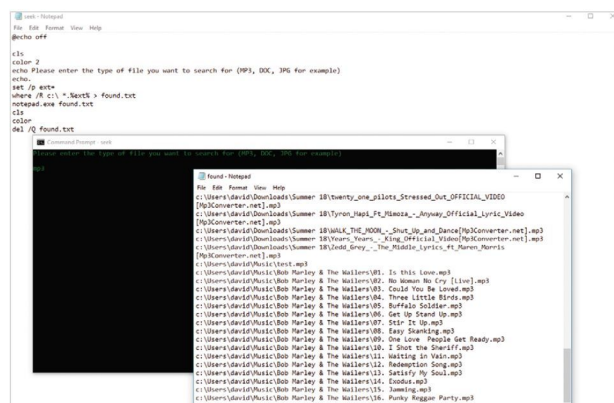 seek - Notepad
File Edit Format View Help
@echo off
cls
color 2
echo Please enter the type of file you want to search for (MP3, DOC, JPG for example)
echo.
set /p ext=
where /R c:\ *.%ext% > found.txt
notepad.exe found.txt
cls
color
del /Q found.txt
Command Prompt - seek
Please enter the type of file you want to search for (MP3, DOC, JPG for example)
mp3
found - Notepad
File Edit Format View Help
c:\Users\david\Downloads\Summer 18\twenty_one_pilots_Stressed_Out_OFFICIAL_VIDEO
[Mp3Converter.net].mp3
c:\Users\david\Downloads\Summer 18\Tyron_Hapi_Ft_Mimoza_-_Anyway_Official_Lyric_Video
[Mp3Converter.net].mp3
c:\Users\david\Downloads\Summer 18\WALK_THE_MOON_-_Shut_Up_and_Dance[Mp3Converter.net].mp3
c:\Users\david\Downloads\Summer 18\Years_Years_-_King_Official_Video[Mp3Converter.net].mp3
c:\Users\david\Downloads\Summer 18\Zedd_Grey_-_The_Middle_Lyrics_ft_Maren_Morris
[Mp3Converter.net].mp3
c:\Users\david\Music\test.mp3
c:\Users\david\Music\Bob Marley & The Wailers\01. Is this Love.mp3
c:\Users\david\Music\Bob Marley & The Wailers\02. No Woman No Cry [Live].mp3
c:\Users\david\Music\Bob Marley & The Wailers\03. Could You Be Loved.mp3
c:\Users\david\Music\Bob Marley & The Wailers\04. Three Little Birds.mp3
c:\Users\david\Music\Bob Marley & The Wailers\05. Buffalo Soldier.mp3
c:\Users\david\Music\Bob Marley & The Wailers\06. Get Up Stand Up.mp3
c:\Users\david\Music\Bob Marley & The Wailers\07. Stir It Up.mp3
c:\Users\david\Music\Bob Marley & The Wailers\08. Easy Skanking.mp3
c:\Users\david\Music\Bob Marley & The Wailers\09. One Love  People Get Ready.mp3
c:\Users\david\Music\Bob Marley & The Wailers\10. I Shot the Sheriff.mp3
c:\Users\david\Music\Bob Marley & The Wailers\11. Waiting in Vain.mp3
c:\Users\david\Music\Bob Marley & The Wailers\12. Redemption Song.mp3
c:\Users\david\Music\Bob Marley & The Wailers\13. Satisfy My Soul.mp3
c:\Users\david\Music\Bob Marley & The Wailers\14. Exodus.mp3
c:\Users\david\Music\Bob Marley & The Wailers\15. Jamming.mp3
c:\Users\david\Music\Bob Marley & The Wailers\16. Punky Reggae Party.mp3